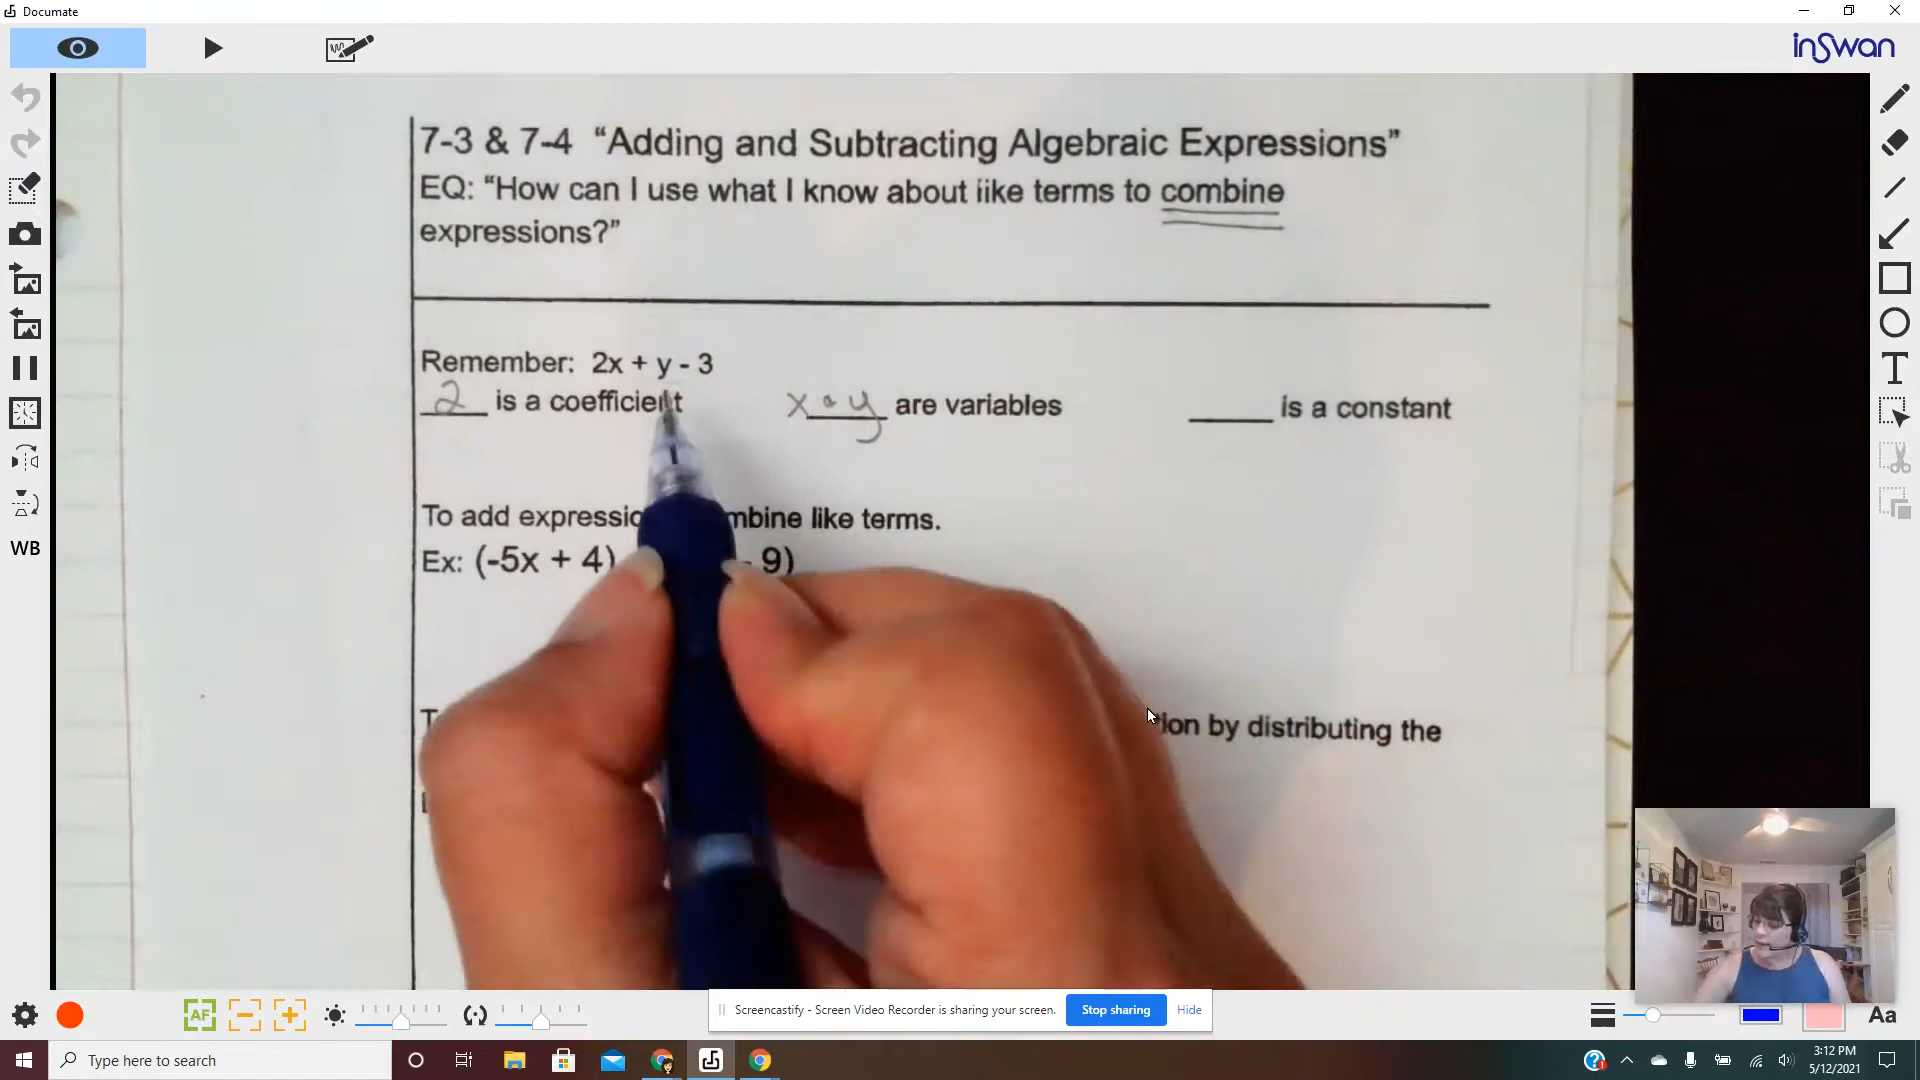 Documate
inSwan
7-3 & 7-4 “Adding and Subtracting Algebraic Expressions”
EQ: “How can I use what I know about like terms to combine
expressions?”
Remember: 2x + y - 3
2 is a coefficient x y are variables ____ is a constant
To add like terms.
Ex: (-5x + 4) - 9)
by distributing the
WB
AF
Screencastify - Screen Video Recorder is sharing your screen. Stop sharing Hide
Aa
Type here to search
3:12 PM
5/12/2021